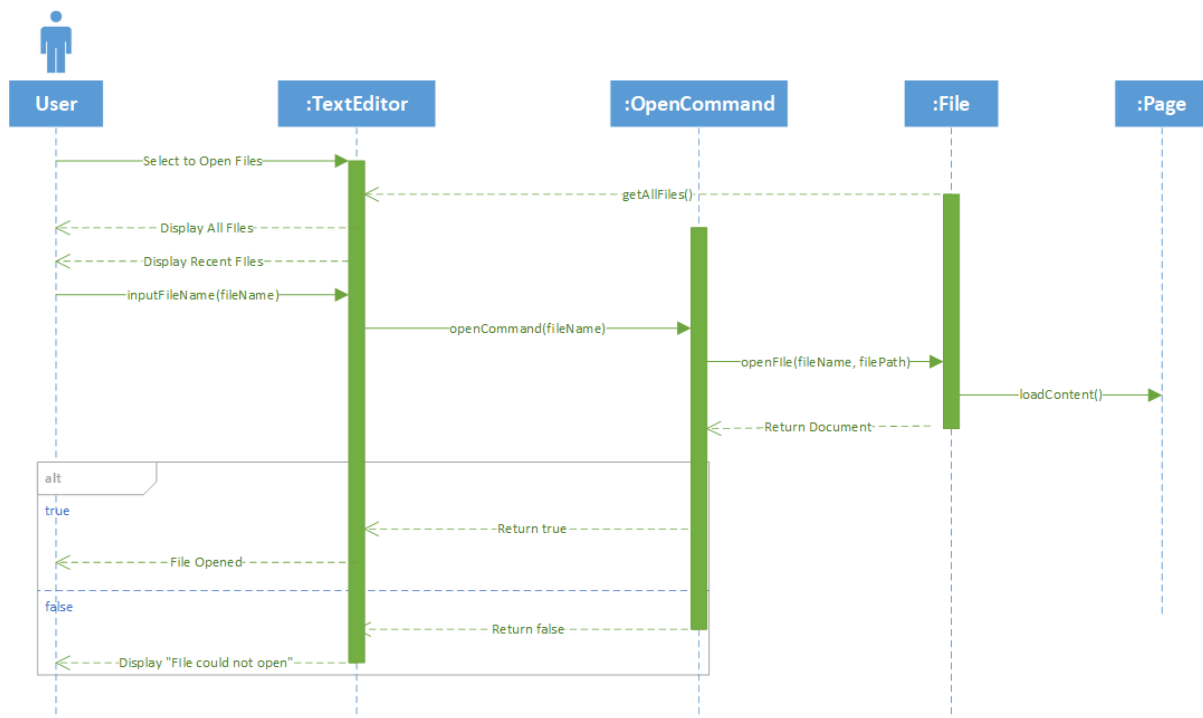 User
:TextEditor
:OpenCommand
:File
:Page
Select to Open Files
getAllFiles()
Display All FIles
Display Recent FIles
inputFileName(fileName)
openCommand(fileName)
openFIle(fileName, filePath)
loadContent()
Return Document
alt
true
Return true
File Opened
false
Return false
Display "FIle could not open"